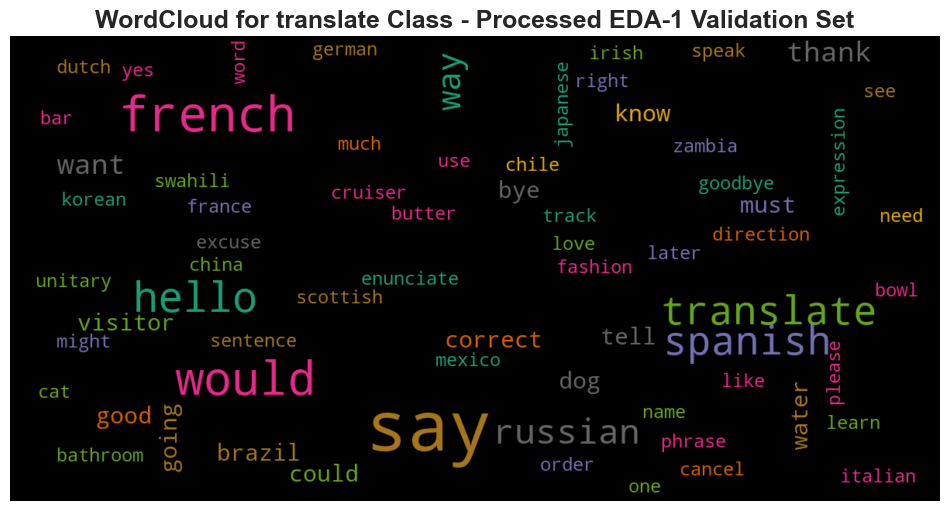 WordCloud for translate Class - Processed EDA-1 Validation Set
dutch
yes
word
german
way
irish
speak
thank
bar
french
much
japanese
right
know
see
want
use
chile
zambia
expression
korean
swahili
france
cruiser
butter
bye
track
goodbye
must
need
excuse
china
love
fashion
later
direction
unitary
hello
enunciate
scottish
translate
bowl
visitor
might
sentence
correct
mexico
tell
spanish
please
cat
would
dog
like
good
going
say
russian
name
water
learn
bathroom
brazil
could
order
phrase
cancel
one
italian